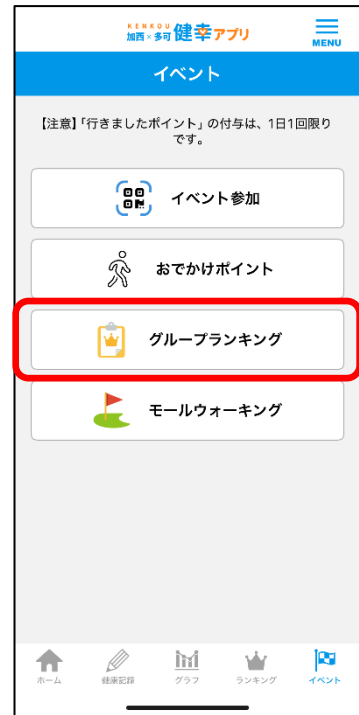 KENKOU
加西×多可 健幸アプリ
MENU
イベント
【注意】「行きましたポイント」の付与は、1日1回限り
です。
イベント参加
おでかけポイント
グループランキング
モールウォーキング
ホーム 健康記録 グラフ ランキング イベント